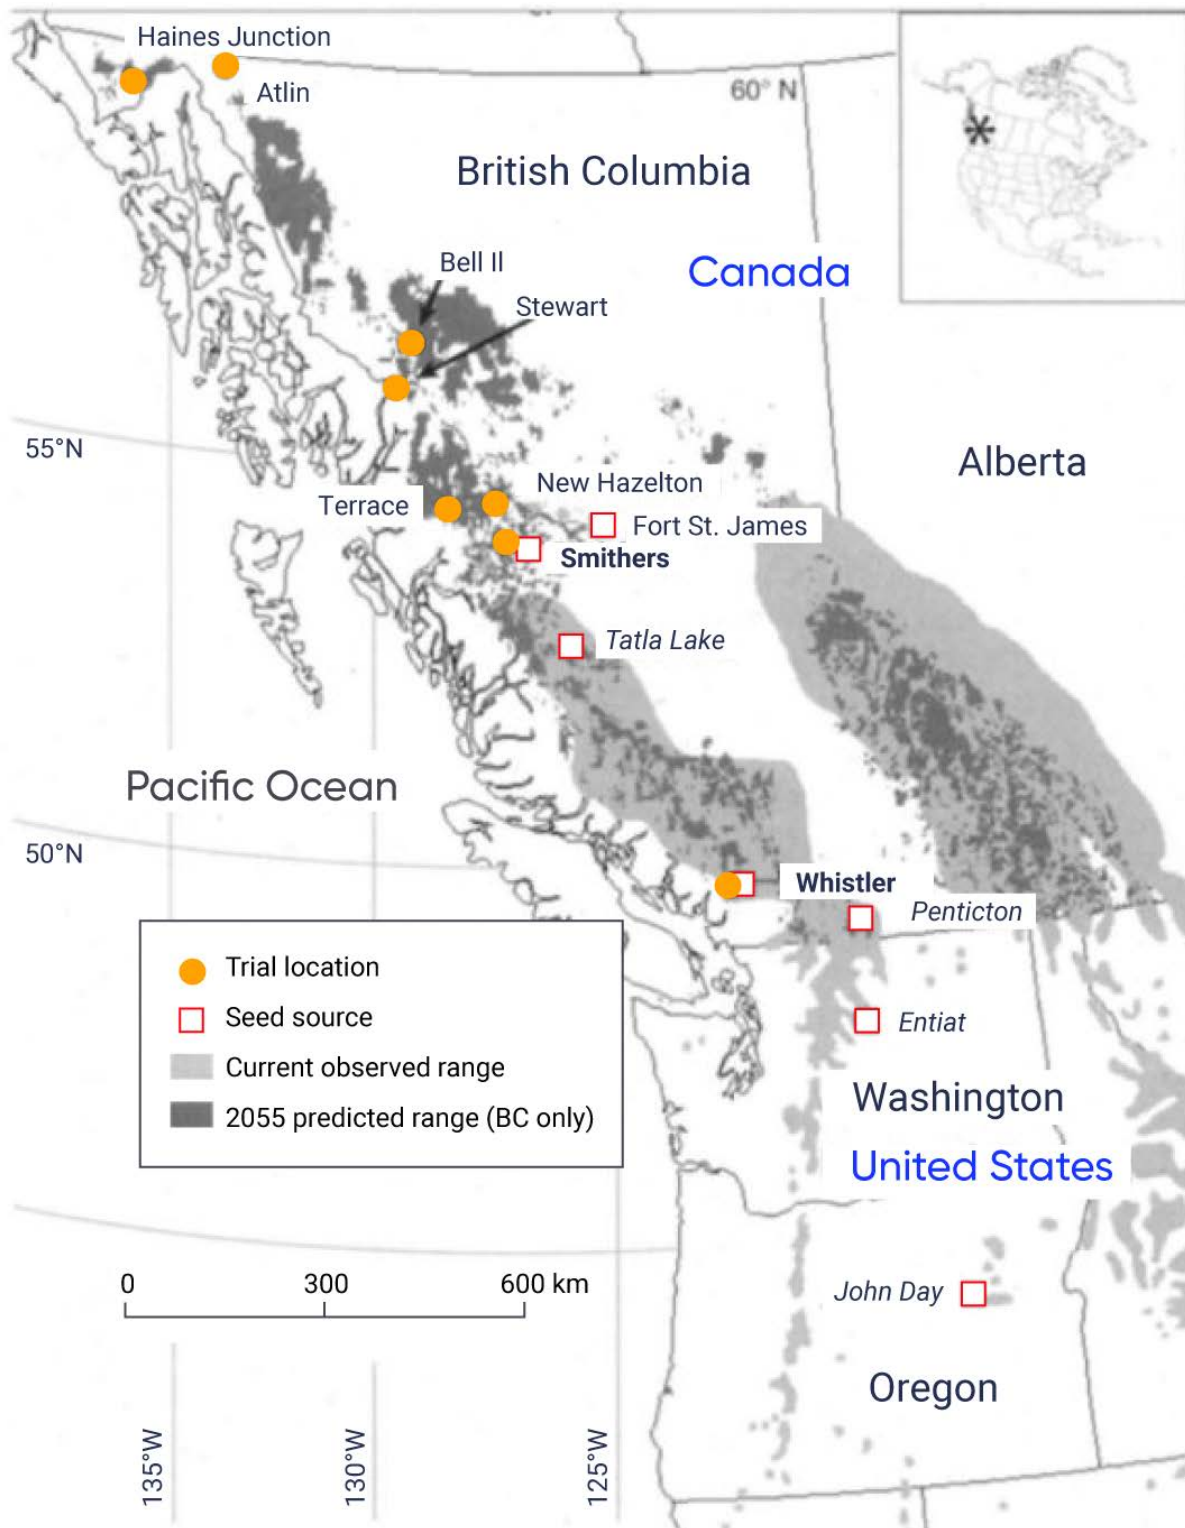 Haines Junction
Atlin
60° N
British Columbia
Canada
Bell II
Stewart
55°N
Alberta
New Hazelton
Terrace
Fort St. James
Smithers
Tatla Lake
Pacific Ocean
50°N
Whistler
Penticton
Trial location
Seed source
Current observed range
2055 predicted range (BC only)
Entiat
Washington
United States
0 300 600 km
John Day
Oregon
135°W
130°W
125°W